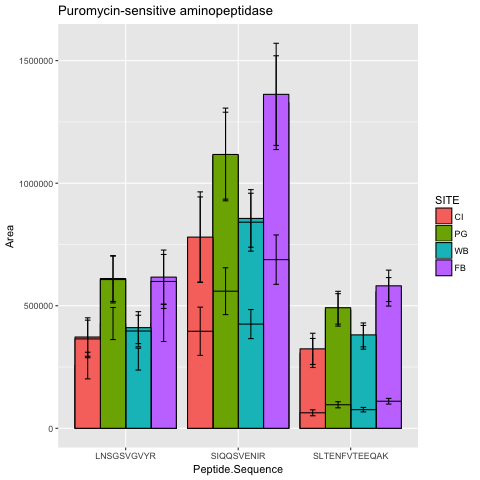 Puromycin-sensitive aminopeptidase
1500000
1000000
500000
0
Area
LNSGSVGVYR
SIQQSVENIR
SLTENFVTEEQAK
Peptide.Sequence
SITE
CI
PG
WB
FB